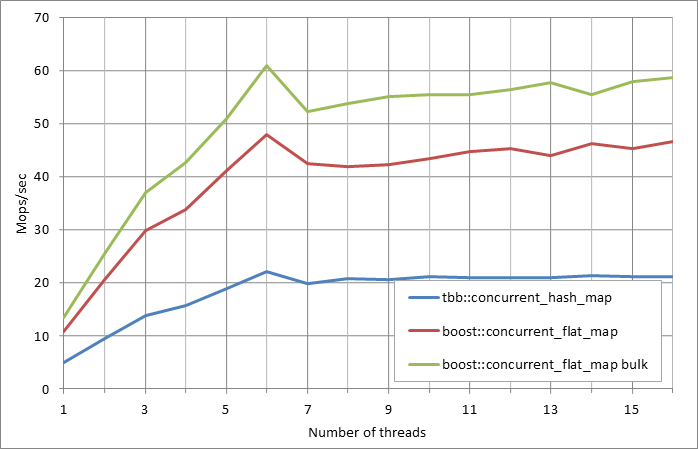 70
60
50
40
30
20
10
0
Mops/sec
tbb::concurrent_hash_map
boost::concurrent_flat_map
boost::concurrent_flat_map bulk
1 3 5 7 9 11 13 15
Number of threads